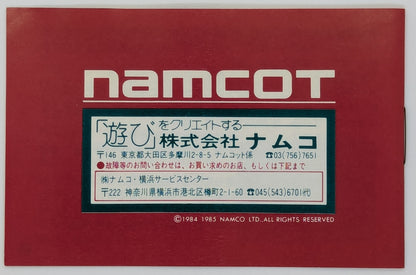 namcoT
「遊び」をクリエイトする
株式会社 ナムコ
〒146 東京都大田区多摩川2-8-5 ナムコット係 ☎03(756)7651
●故障等のお問い合わせは、お買い求めのお店、もしくは下記まで
㈱ナムコ・横浜サービスセンター
〒222 神奈川県横浜市港北区樽町2-1-60 ☎045(543)6701㈹
©1984 1985 NAMCO LTD.,ALL RIGHTS RESERVED